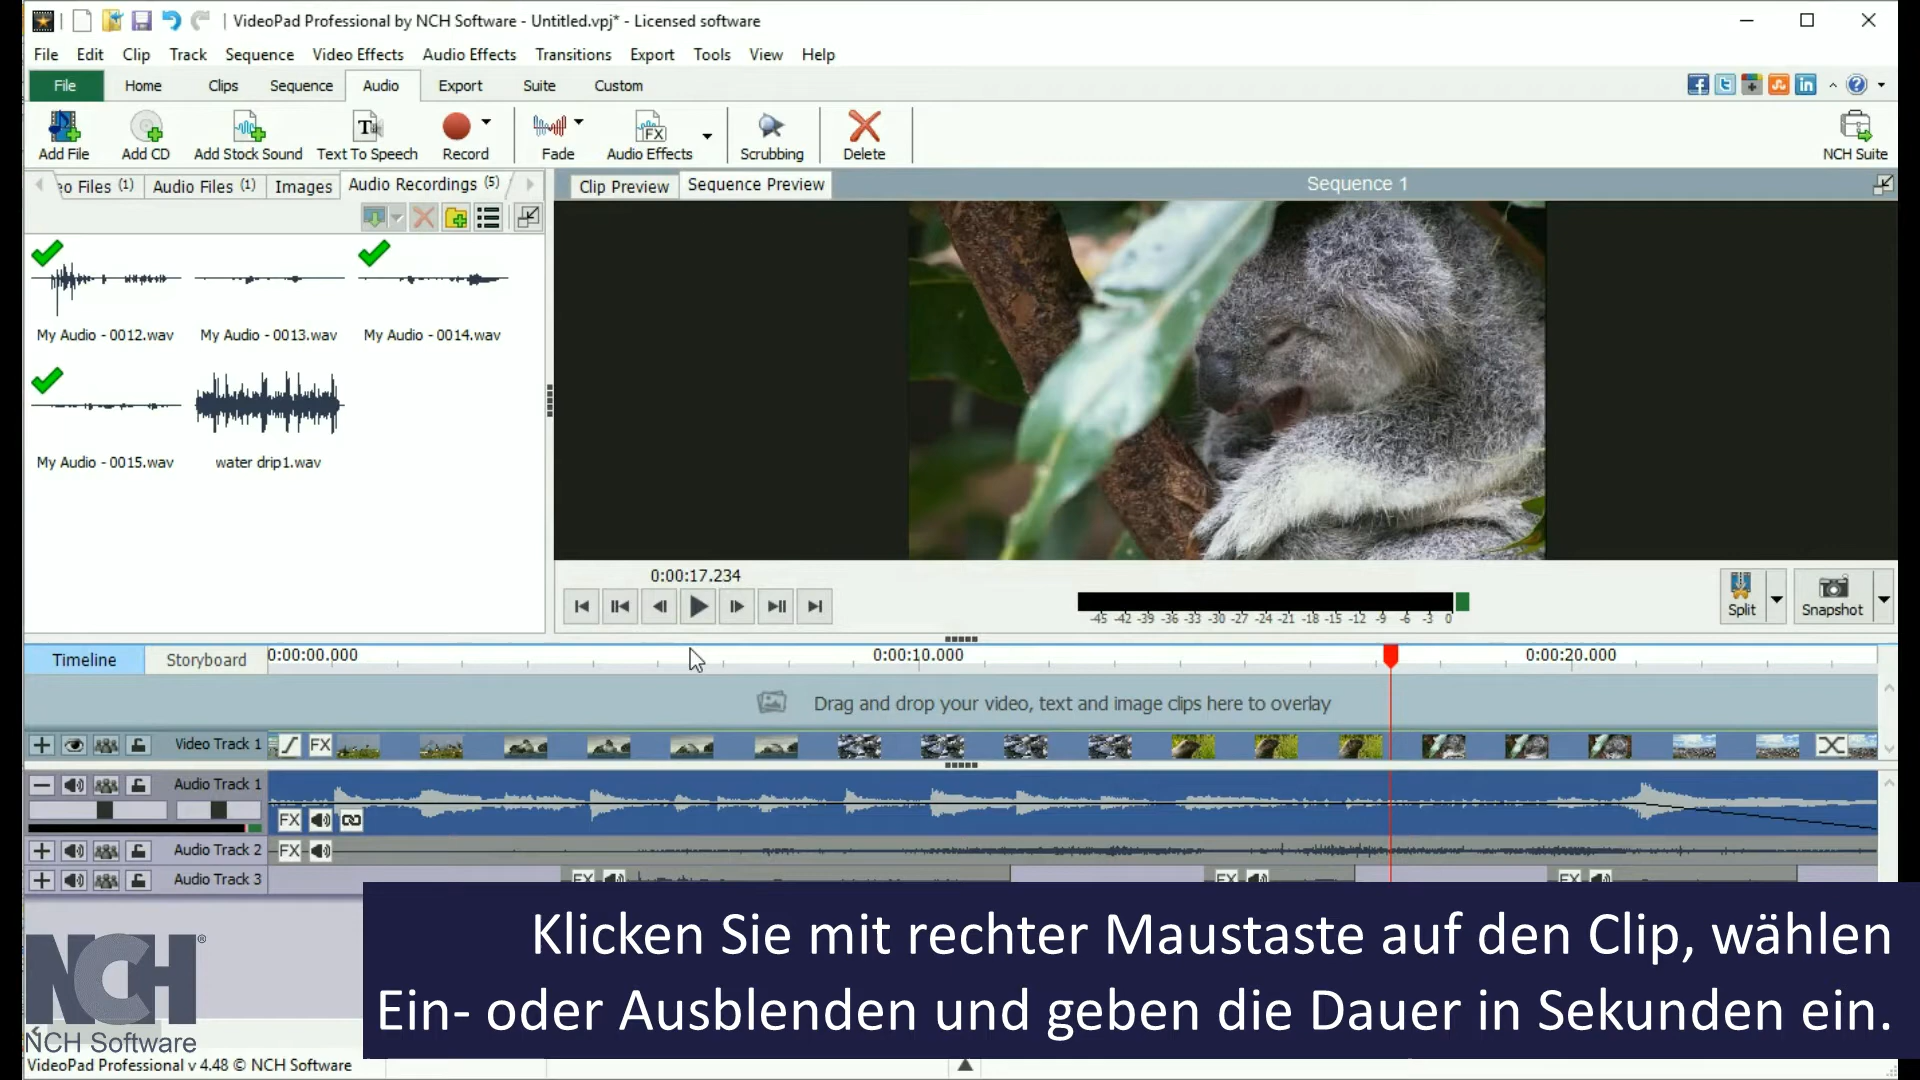 VideoPad Professional by NCH Software - Untitled.vpj* - Licensed software
File Edit Clip Track Sequence Video Effects Audio Effects Transitions Export Tools View Help
File Home Clips Sequence Audio Export Suite Custom
Add File Add CD Add Stock Sound Text To Speech Record Fade Audio Effects Scrubbing Delete NCH Suite
eo Files (1) Audio Files (1) Images Audio Recordings (5)
Clip Preview Sequence Preview Sequence 1
My Audio - 0012.wav My Audio - 0013.wav My Audio - 0014.wav
My Audio - 0015.wav water drip1.wav
0:00:17.234
-45 -42 -39 -36 -33 -30 -27 -24 -21 -18 -15 -12 -9 -6 -3 0
Split Snapshot
Timeline Storyboard 0:00:00.000 0:00:10.000 0:00:20.000
Drag and drop your video, text and image clips here to overlay
Video Track 1 FX
Audio Track 1
FX
Audio Track 2 FX
Audio Track 3 FX FX FX
Klicken Sie mit rechter Maustaste auf den Clip, wählen
Ein- oder Ausblenden und geben die Dauer in Sekunden ein.
NCH®
NCH Software
VideoPad Professional v 4.48 © NCH Software